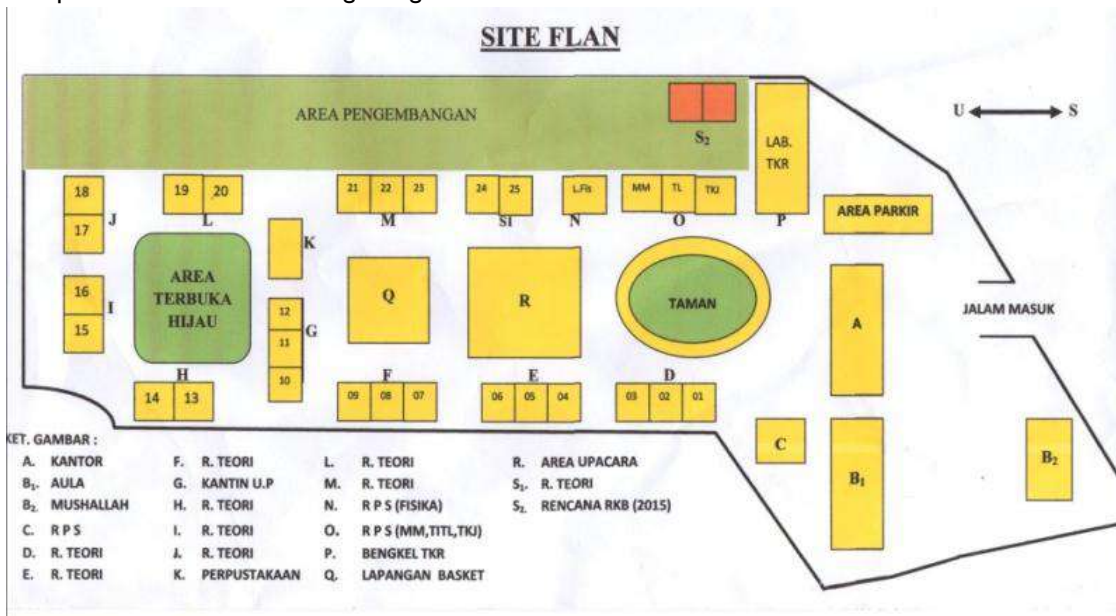 SITE FLAN
AREA PENGEMBANGAN
S2
LAB.
TKR
U S
18
17
J
19 20
L
21 22 23
M
24 25
SI
L.Fis
N
MM TL TKJ
O
P
AREA PARKIR
K
AREA
TERBUKA
HIJAU
16
15
I
12
11
10
G
Q
R
TAMAN
A
JALAM MASUK
H
14 13
F
09 08 07
E
06 05 04
D
03 02 01
C
B1
B2
KET. GAMBAR :
A. KANTOR
B1. AULA
B2. MUSHALLAH
C. R P S
D. R. TEORI
E. R. TEORI
F. R. TEORI
G. KANTIN U.P
H. R. TEORI
I. R. TEORI
J. R. TEORI
K. PERPUSTAKAAN
L. R. TEORI
M. R. TEORI
N. R P S (FISIKA)
O. R P S (MM,TITL,TKJ)
P. BENGKEL TKR
Q. LAPANGAN BASKET
R. AREA UPACARA
S1. R. TEORI
S2. RENCANA RKB (2015)